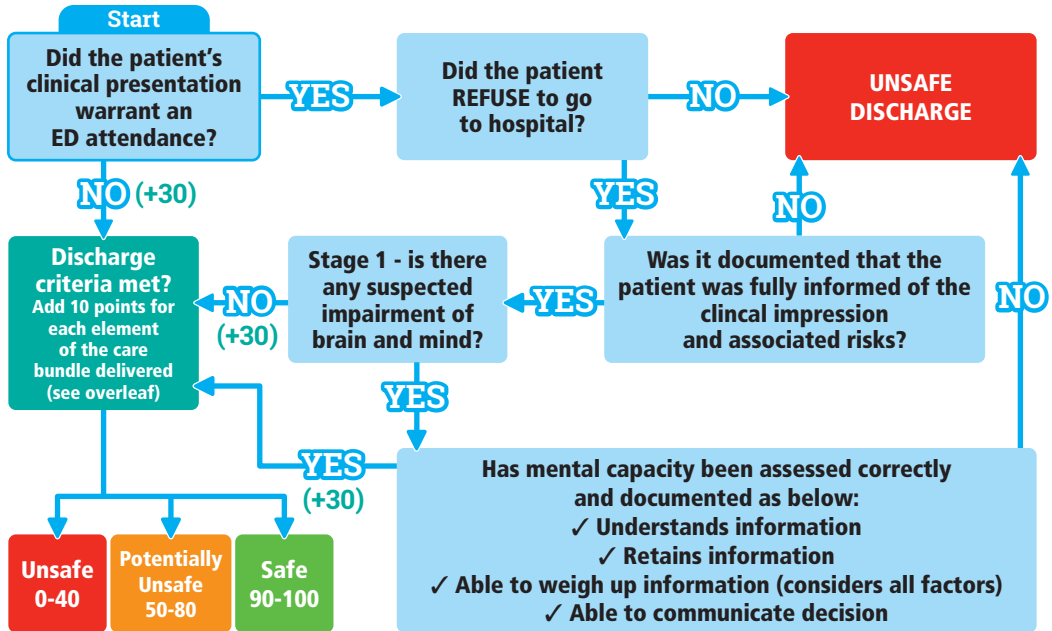 Start
Did the patient's
clinical presentation
warrant an
ED attendance?
YES
Did the patient
REFUSE to go
to hospital?
NO
UNSAFE
DISCHARGE
NO (+30)
YES
NO
Discharge
criteria met?
Add 10 points for
each element
of the care
bundle delivered
(see overleaf)
NO
(+30)
Stage 1 - is there
any suspected
impairment of
brain and mind?
YES
Was it documented that the
patient was fully informed of the
clincal impression
and associated risks?
NO
YES
YES
(+30)
Has mental capacity been assessed correctly
and documented as below:
✓ Understands information
✓ Retains information
✓ Able to weigh up information (considers all factors)
✓ Able to communicate decision
Unsafe
0-40
Potentially
Unsafe
50-80
Safe
90-100